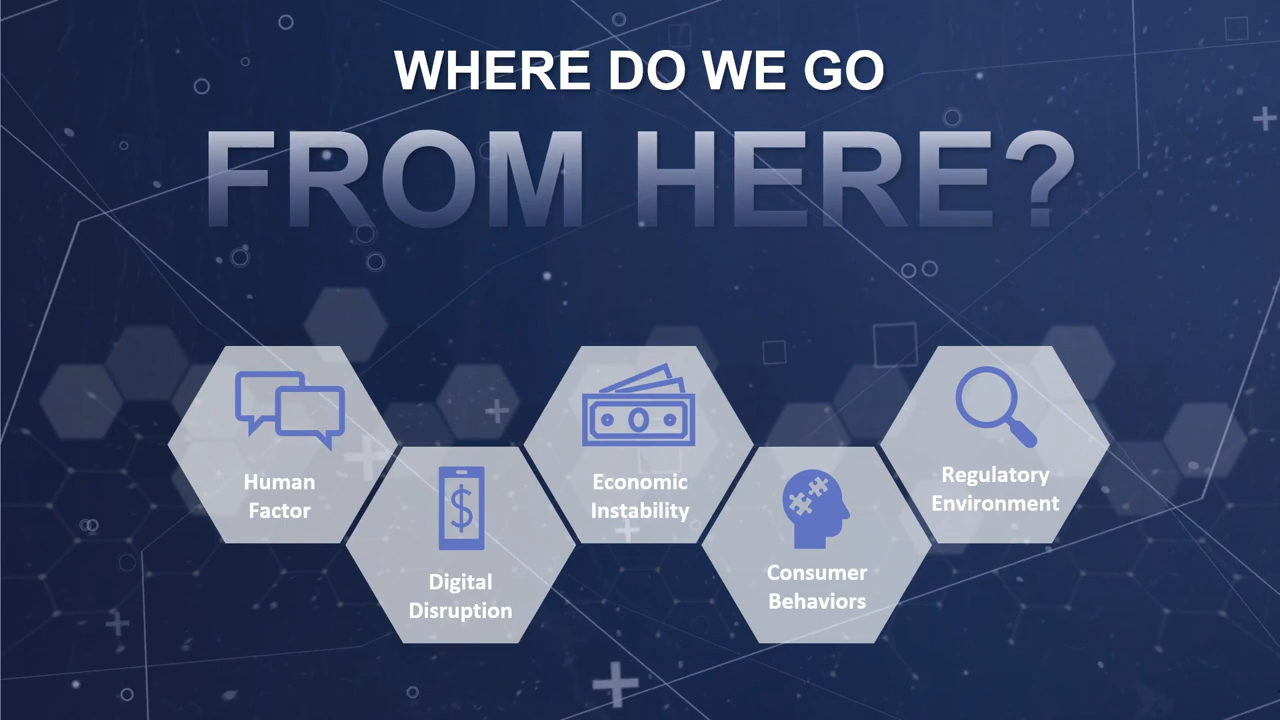 WHERE DO WE GO
FROM HERE?
Human
Factor
Digital
Disruption
Economic
Instability
Consumer
Behaviors
Regulatory
Environment